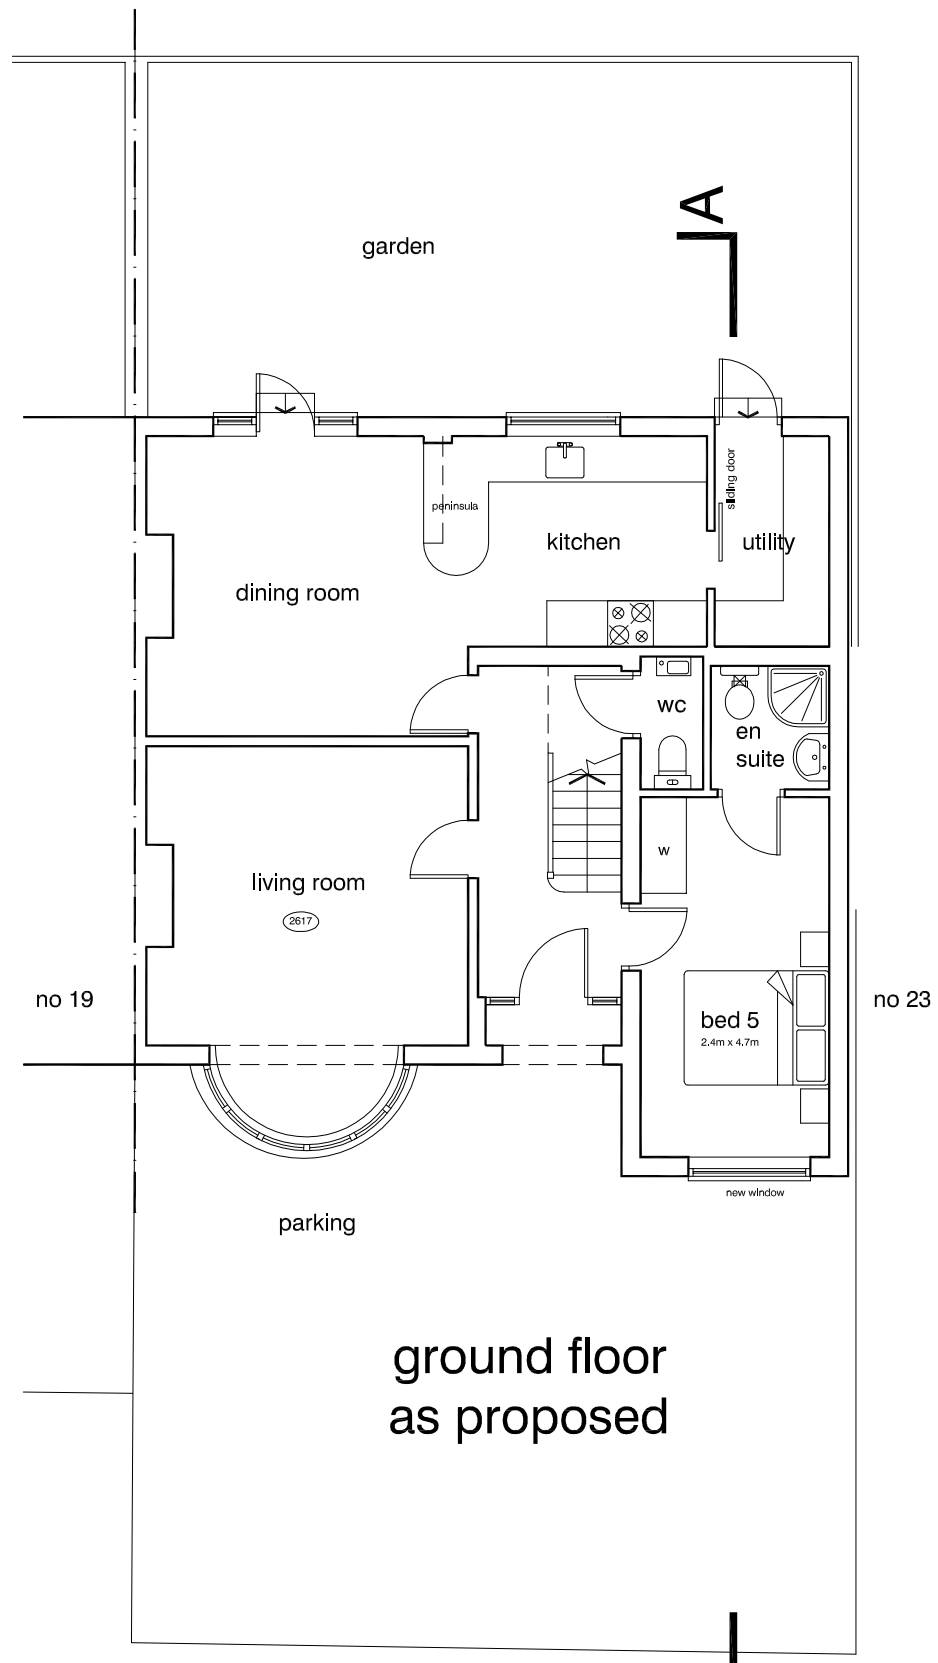 A
garden
sliding door
peninsula
kitchen
utility
dining room
wc
en
suite
w
living room
2617
no 19
no 23
bed 5
2.4m x 4.7m
new window
parking
ground floor
as proposed